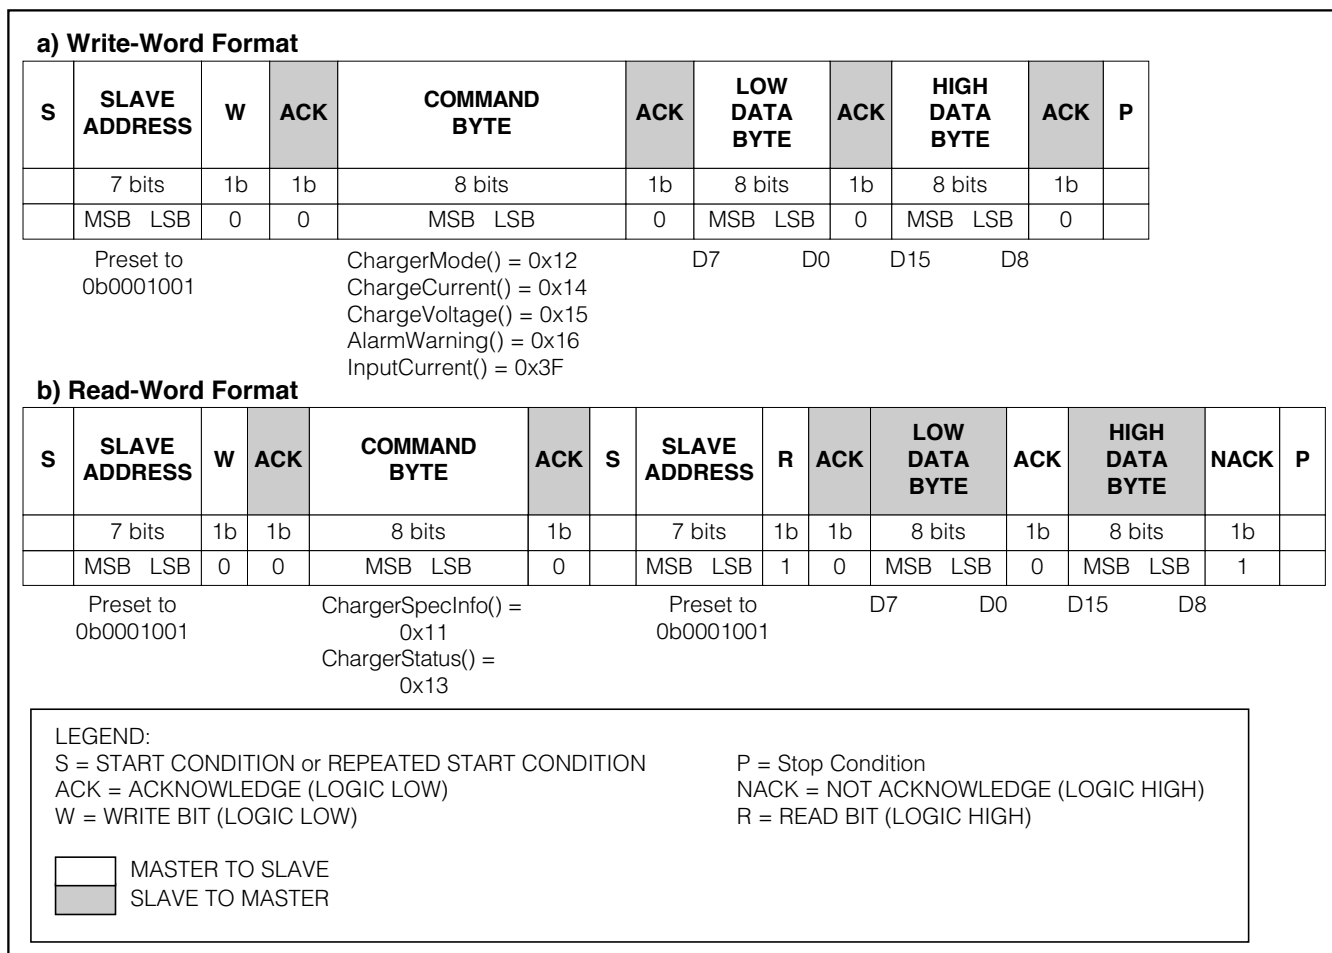 a) Write-Word Format
S SLAVE ADDRESS W ACK COMMAND BYTE ACK LOW DATA BYTE ACK HIGH DATA BYTE ACK P
7 bits 1b 1b 8 bits 1b 8 bits 1b 8 bits 1b
MSB LSB 0 0 MSB LSB 0 MSB LSB 0 MSB LSB 0
Preset to 0b0001001
D7 D0 D15 D8
ChargerMode() = 0x12
ChargeCurrent() = 0x14
ChargeVoltage() = 0x15
AlarmWarning() = 0x16
InputCurrent() = 0x3F
b) Read-Word Format
S SLAVE ADDRESS W ACK COMMAND BYTE ACK S SLAVE ADDRESS R ACK LOW DATA BYTE ACK HIGH DATA BYTE NACK P
7 bits 1b 1b 8 bits 1b 7 bits 1b 1b 8 bits 1b 8 bits 1b
MSB LSB 0 0 MSB LSB 0 MSB LSB 1 0 MSB LSB 0 MSB LSB 1
Preset to 0b0001001
ChargerSpecInfo() =
0x11
ChargerStatus() =
0x13
Preset to 0b0001001
D7 D0 D15 D8
LEGEND:
S = START CONDITION or REPEATED START CONDITION
P = Stop Condition
ACK = ACKNOWLEDGE (LOGIC LOW)
NACK = NOT ACKNOWLEDGE (LOGIC HIGH)
W = WRITE BIT (LOGIC LOW)
R = READ BIT (LOGIC HIGH)
MASTER TO SLAVE
SLAVE TO MASTER